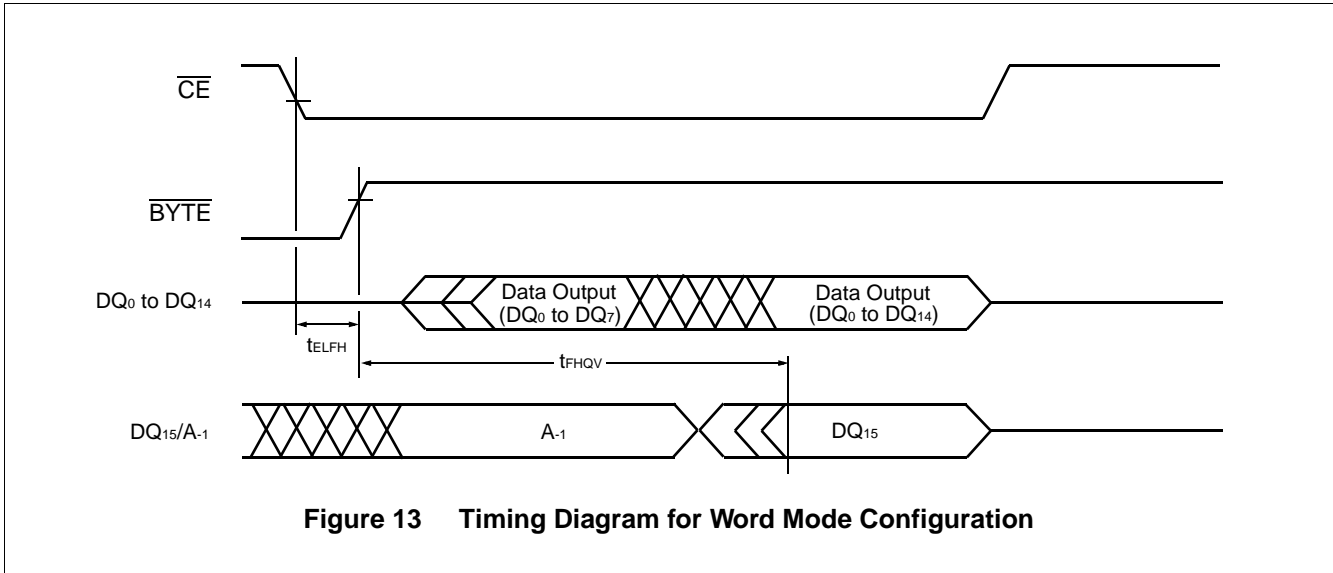 CE
BYTE
DQ0 to DQ14
Data Output
(DQ0 to DQ7)
Data Output
(DQ0 to DQ14)
tELFH
tFHQV
DQ15/A-1
A-1
DQ15
Figure 13 Timing Diagram for Word Mode Configuration